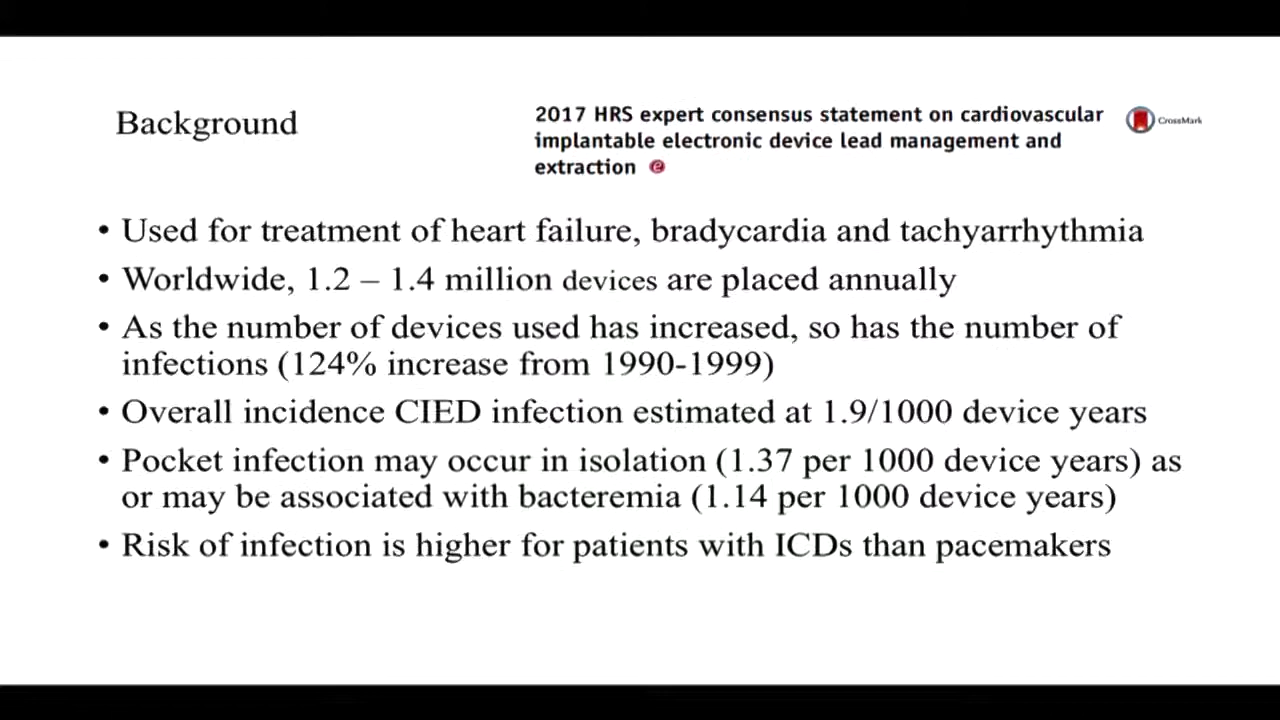 Background
2017 HRS expert consensus statement on cardiovascular
implantable electronic device lead management and
extraction e
CrossMark
• Used for treatment of heart failure, bradycardia and tachyarrhythmia
• Worldwide, 1.2 – 1.4 million devices are placed annually
• As the number of devices used has increased, so has the number of
infections (124% increase from 1990-1999)
• Overall incidence CIED infection estimated at 1.9/1000 device years
• Pocket infection may occur in isolation (1.37 per 1000 device years) as
or may be associated with bacteremia (1.14 per 1000 device years)
• Risk of infection is higher for patients with ICDs than pacemakers